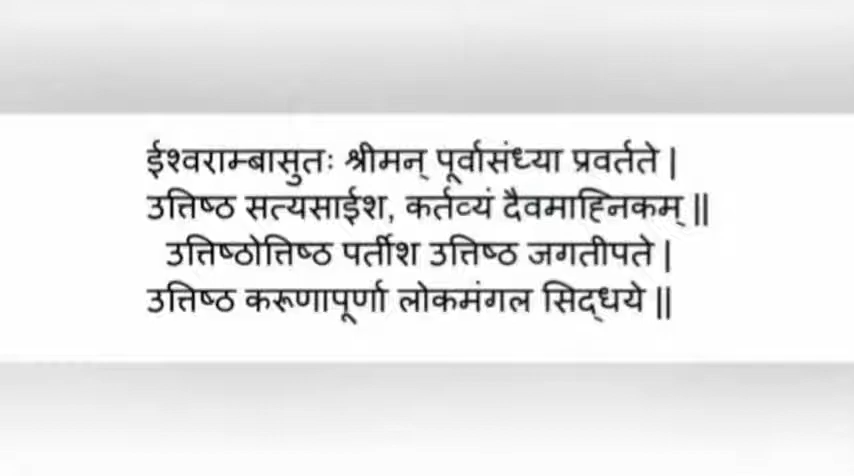 ईश्वराम्बासुतः श्रीमन् पूर्वासंध्या प्रवर्तते |
उत्तिष्ठ सत्यसाईश, कर्तव्यं दैवमाह्निकम् ||
उत्तिष्ठोत्तिष्ठ पर्तीश उत्तिष्ठ जगतीपते |
उत्तिष्ठ करूणापूर्णा लोकमंगल सिद्धये ||